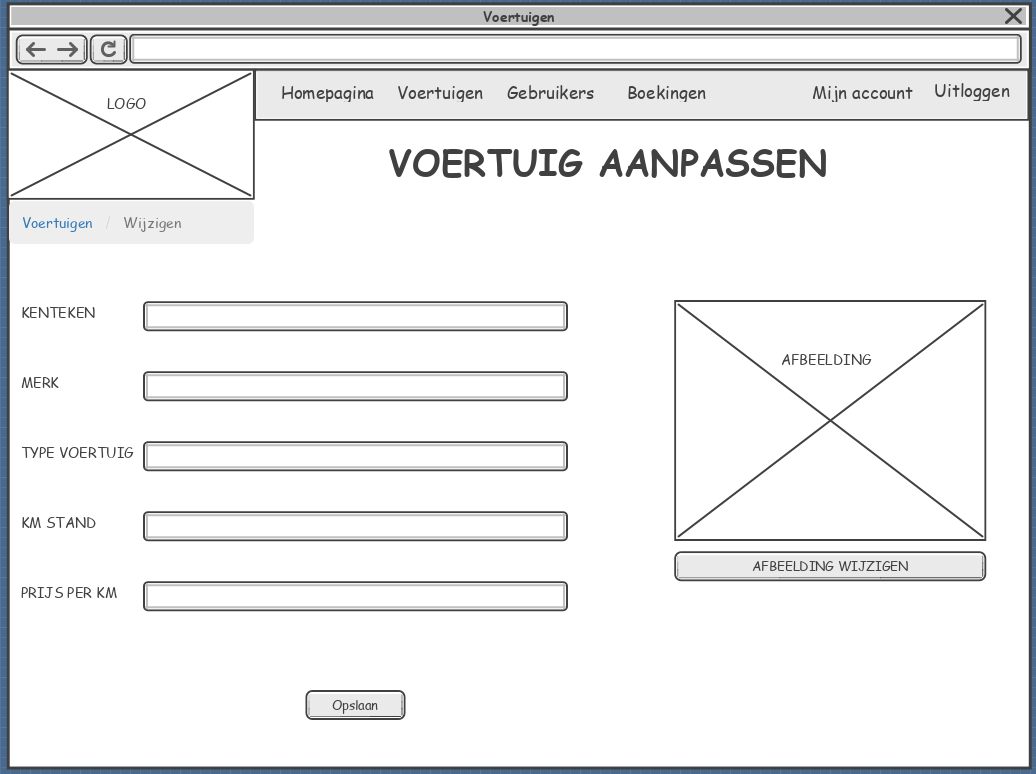 Voertuigen
LOGO
Homepagina Voertuigen Gebruikers Boekingen Mijn account Uitloggen
VOERTUIG AANPASSEN
Voertuigen / Wijzigen
KENTEKEN
MERK
TYPE VOERTUIG
KM STAND
PRIJS PER KM
AFBEELDING
AFBEELDING WIJZIGEN
Opslaan